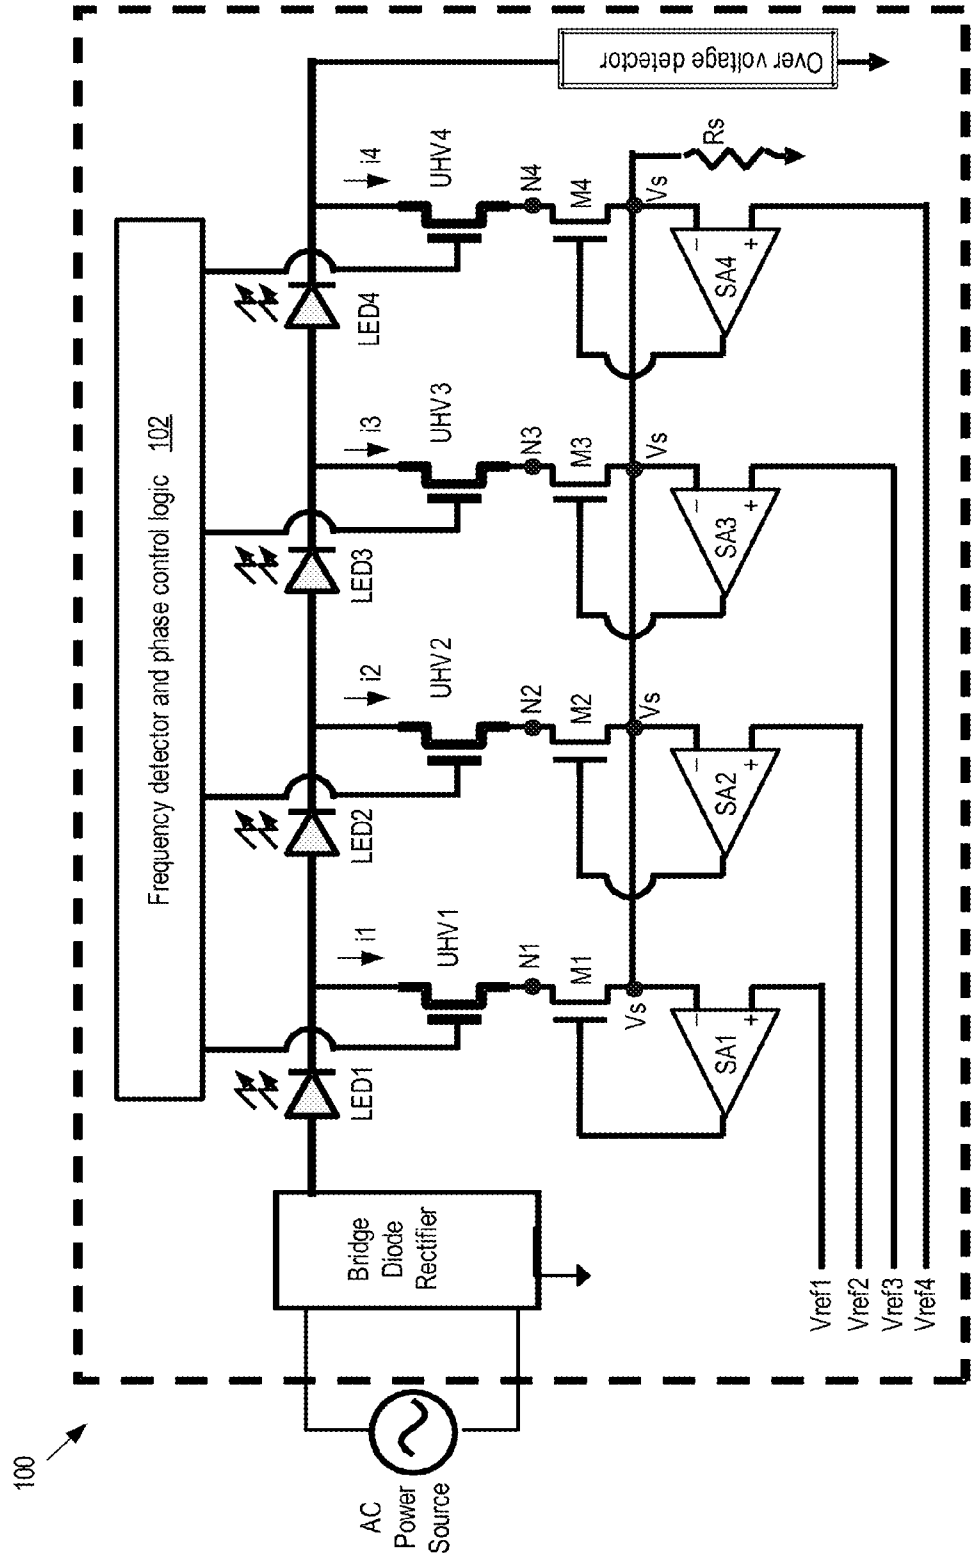 100
AC
Power
Source
Bridge
Diode
Rectifier
Frequency detector and phase control logic 102
LED1
LED2
LED3
LED4
i1
i2
i3
i4
UHV1
UHV2
UHV3
UHV4
N1
N2
N3
N4
M1
M2
M3
M4
Vs
Vs
Vs
Vs
Rs
− 
SA1
+
−
SA2
+
−
SA3
+
−
SA4
+
Over voltage detector
Vref1
Vref2
Vref3
Vref4